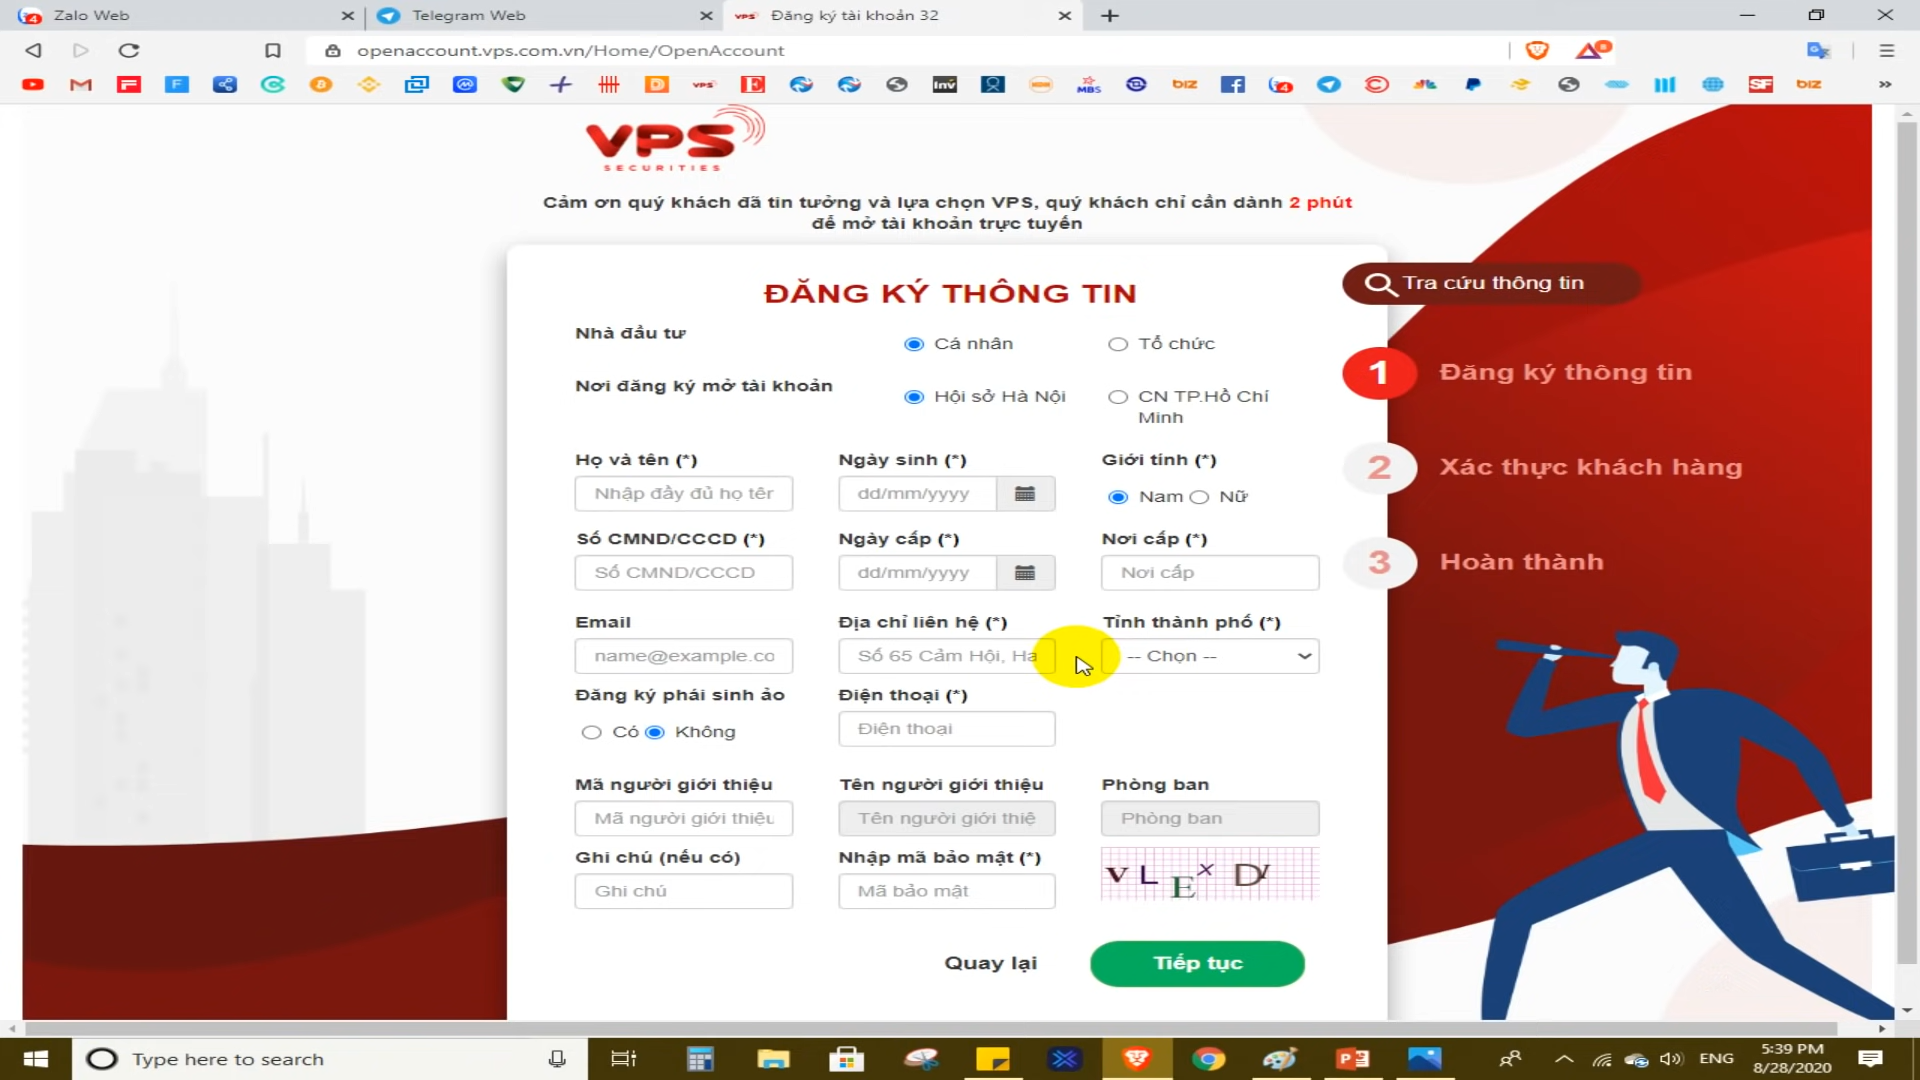 Zalo Web
Telegram Web
Đăng ký tài khoản 32
openaccount.vps.com.vn/Home/OpenAccount
VPS
SECURITIES
Cảm ơn quý khách đã tin tưởng và lựa chọn VPS, quý khách chỉ cần dành 2 phút
để mở tài khoản trực tuyến
ĐĂNG KÝ THÔNG TIN
Tra cứu thông tin
Nhà đầu tư
Cá nhân
Tổ chức
1 Đăng ký thông tin
Nơi đăng ký mở tài khoản
Hội sở Hà Nội
CN TP.Hồ Chí
Minh
2 Xác thực khách hàng
3 Hoàn thành
Họ và tên (*)
Ngày sinh (*)
Giới tính (*)
Nhập đầy đủ họ tên
dd/mm/yyyy
Nam
Nữ
Số CMND/CCCD (*)
Ngày cấp (*)
Nơi cấp (*)
Số CMND/CCCD
dd/mm/yyyy
Nơi cấp
Email
Địa chỉ liên hệ (*)
Tỉnh thành phố (*)
name@example.co
Số 65 Cảm Hội, Ha
-- Chọn --
Đăng ký phái sinh ảo
Điện thoại (*)
Có
Không
Điện thoại
Mã người giới thiệu
Tên người giới thiệu
Phòng ban
Mã người giới thiệu
Tên người giới thiệ
Phòng ban
Ghi chú (nếu có)
Nhập mã bảo mật (*)
Ghi chú
Mã bảo mật
Quay lại
Tiếp tục
Type here to search
ENG
5:39 PM
8/28/2020